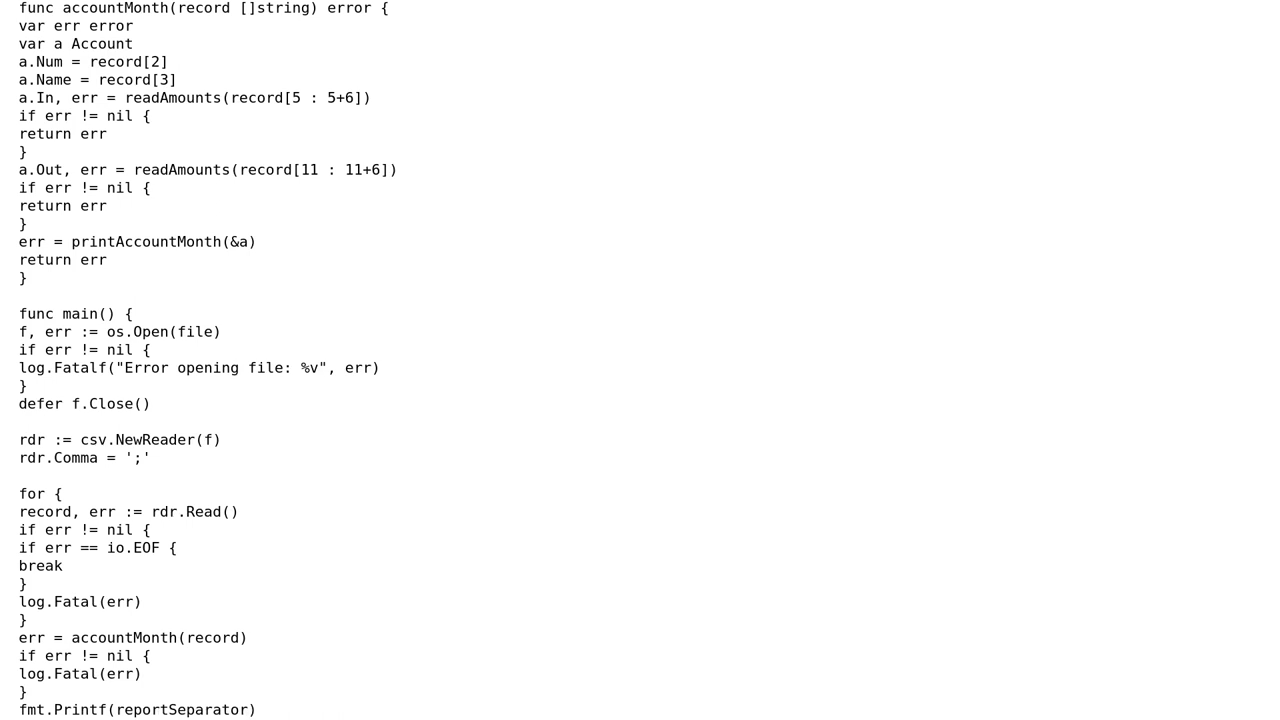 func accountMonth(record []string) error {
var err error
var a Account
a.Num = record[2]
a.Name = record[3]
a.In, err = readAmounts(record[5 : 5+6])
if err != nil {
return err
}
a.Out, err = readAmounts(record[11 : 11+6])
if err != nil {
return err
}
err = printAccountMonth(&a)
return err
}

func main() {
f, err := os.Open(file)
if err != nil {
log.Fatalf("Error opening file: %v", err)
}
defer f.Close()

rdr := csv.NewReader(f)
rdr.Comma = ';'

for {
record, err := rdr.Read()
if err != nil {
if err == io.EOF {
break
}
log.Fatal(err)
}
err = accountMonth(record)
if err != nil {
log.Fatal(err)
}
fmt.Printf(reportSeparator)